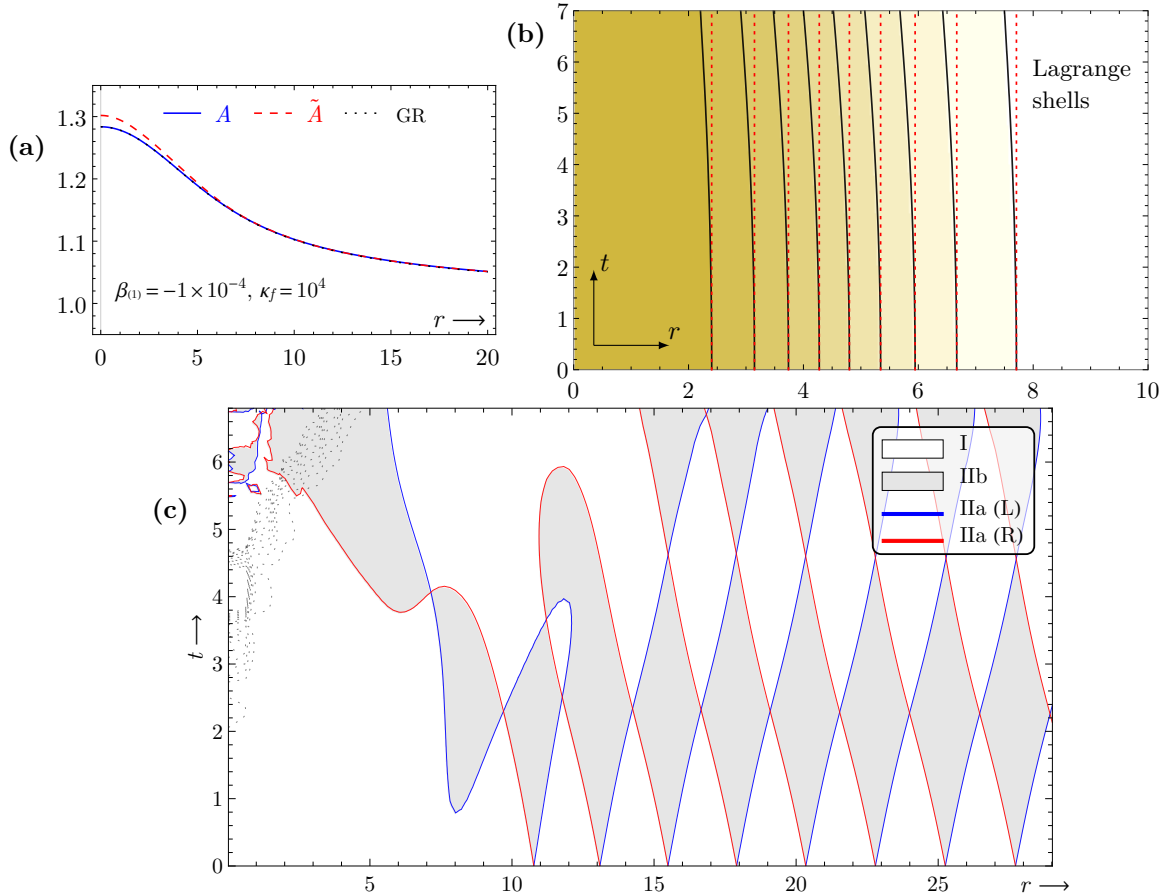 (a)
A Ã GR
1.3
1.2
1.1
1.0
β(1) = −1 × 10⁻⁴, κf = 10⁴
r ⟶
0 5 10 15 20
(b)
7
6
5
4
3
2
1
0
Lagrange
shells
t
r
0 2 4 6 8 10
(c)
6
5
4
3
2
1
0
t ⟶
I
IIb
IIa (L)
IIa (R)
5 10 15 20 25 r ⟶